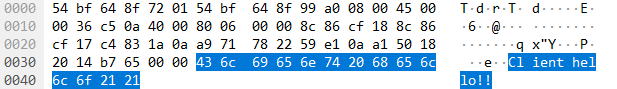 0000 54 bf 64 8f 72 01 54 bf 64 8f 99 a0 08 00 45 00 T·d·r·T· d·····E·
0010 00 36 c5 0a 40 00 80 06 00 00 8c 86 cf 18 8c 86 ·6··@··· ········
0020 cf 17 c4 83 1a 0a a9 71 78 22 59 e1 0a a1 50 18 ·······q x"Y···P·
0030 20 14 b7 65 00 00 43 6c 69 65 6e 74 20 68 65 6c ··e··Cl ient hel
0040 6c 6f 21 21 lo!!